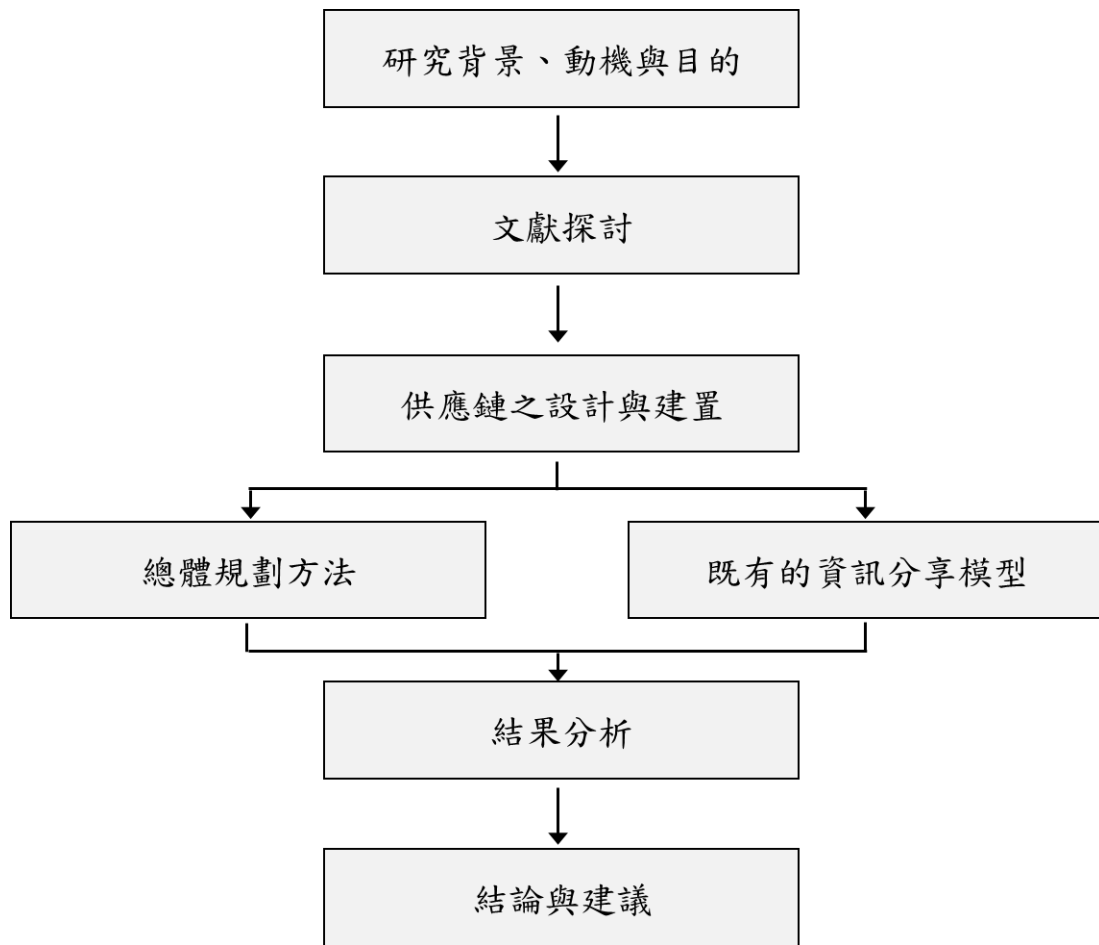 研究背景、動機與目的
文獻探討
供應鏈之設計與建置
總體規劃方法
既有的資訊分享模型
結果分析
結論與建議